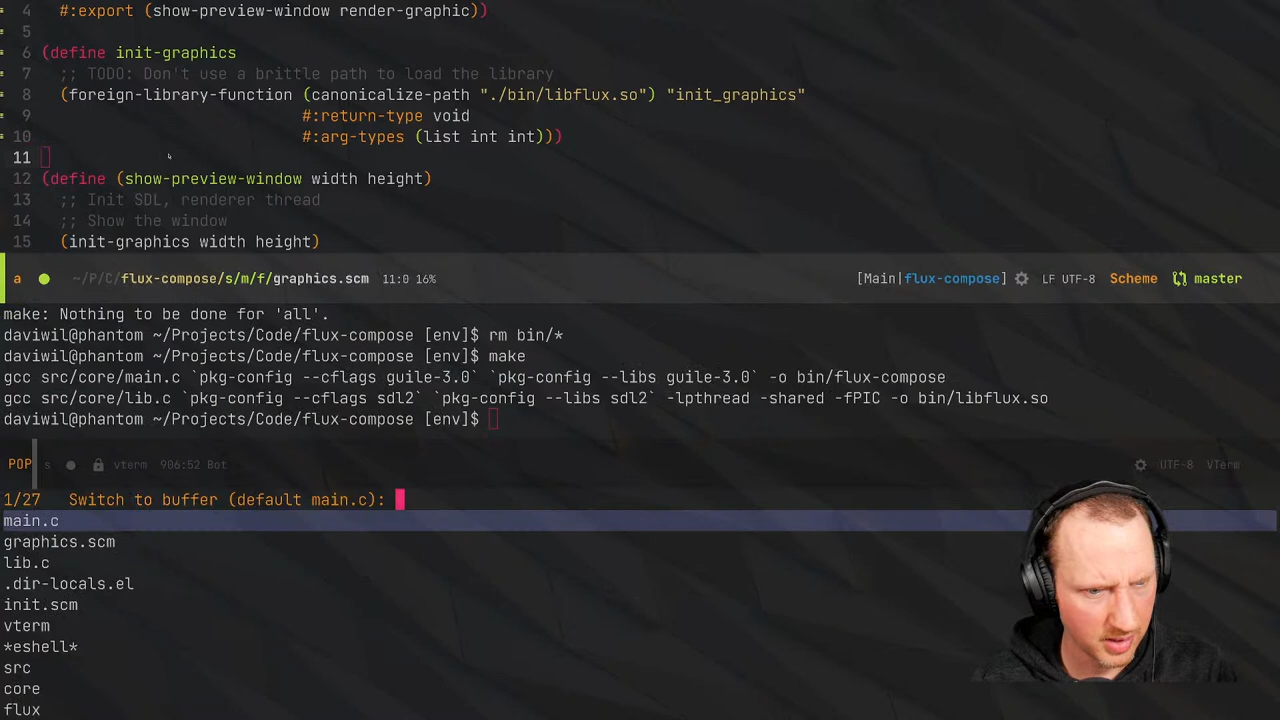 4   #:export (show-preview-window render-graphic))
5
6 (define init-graphics
7   ;; TODO: Don't use a brittle path to load the library
8   (foreign-library-function (canonicalize-path "./bin/libflux.so") "init_graphics"
9                             #:return-type void
10                            #:arg-types (list int int)))
11
12 (define (show-preview-window width height)
13   ;; Init SDL, renderer thread
14   ;; Show the window
15   (init-graphics width height)
a ~/P/C/flux-compose/s/m/f/graphics.scm 11:0 16% [Main|flux-compose] LF UTF-8 Scheme master
make: Nothing to be done for 'all'.
daviwil@phantom ~/Projects/Code/flux-compose [env]$ rm bin/*
daviwil@phantom ~/Projects/Code/flux-compose [env]$ make
gcc src/core/main.c `pkg-config --cflags guile-3.0` `pkg-config --libs guile-3.0` -o bin/flux-compose
gcc src/core/lib.c `pkg-config --cflags sdl2` `pkg-config --libs sdl2` -lpthread -shared -fPIC -o bin/libflux.so
daviwil@phantom ~/Projects/Code/flux-compose [env]$
POP s vterm 906:52 Bot UTF-8 VTerm
1/27 Switch to buffer (default main.c):
main.c
graphics.scm
lib.c
.dir-locals.el
init.scm
vterm
*eshell*
src
core
flux